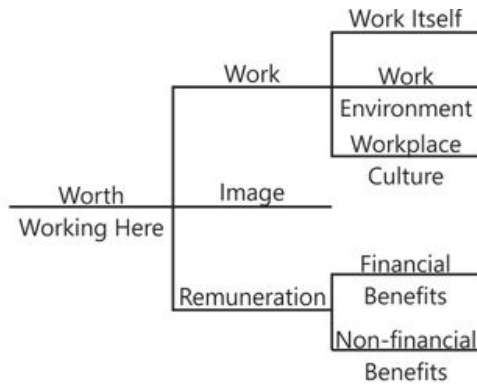 Work Itself
Work
Work
Environment
Workplace
Culture
Worth
Working Here
Image
Remuneration
Financial
Benefits
Non-financial
Benefits